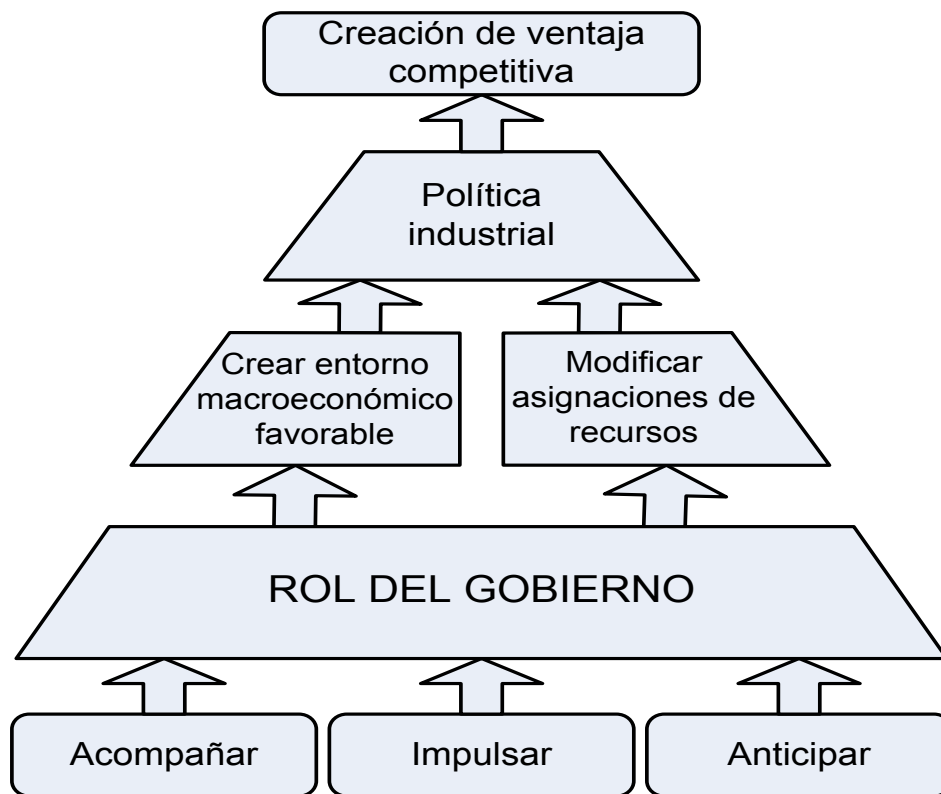 Creación de ventaja
competitiva
Política
industrial
Crear entorno
macroeconómico
favorable
Modificar
asignaciones de
recursos
ROL DEL GOBIERNO
Acompañar
Impulsar
Anticipar